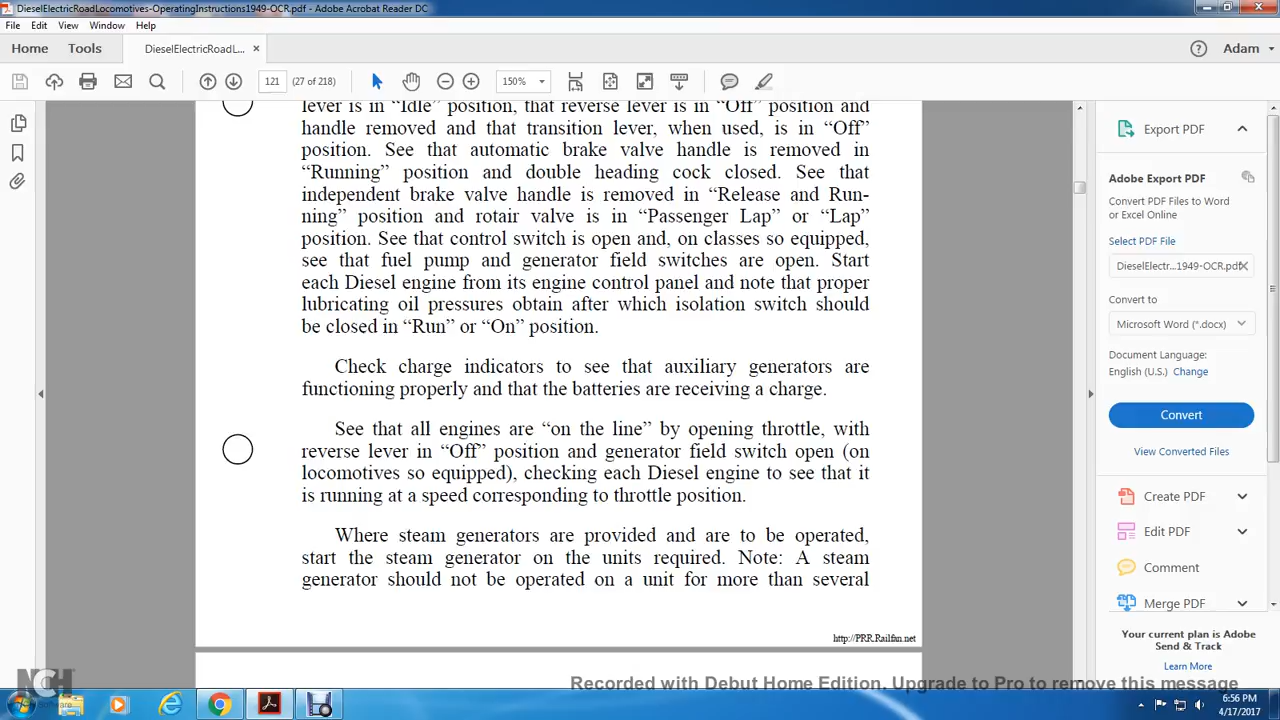 DieselElectricRoadLocomotives-OperatingInstructions1949-OCR.pdf - Adobe Acrobat Reader DC
File Edit View Window Help
Home Tools DieselElectricRoadL... × Adam
121 (27 of 218) 150%
lever is in “Idle” position, that reverse lever is in “Off” position and
handle removed and that transition lever, when used, is in “Off”
position. See that automatic brake valve handle is removed in
“Running” position and double heading cock closed. See that
independent brake valve handle is removed in “Release and Run-
ning” position and rotair valve is in “Passenger Lap” or “Lap”
position. See that control switch is open and, on classes so equipped,
see that fuel pump and generator field switches are open. Start
each Diesel engine from its engine control panel and note that proper
lubricating oil pressures obtain after which isolation switch should
be closed in “Run” or “On” position.
Check charge indicators to see that auxiliary generators are
functioning properly and that the batteries are receiving a charge.
See that all engines are “on the line” by opening throttle, with
reverse lever in “Off” position and generator field switch open (on
locomotives so equipped), checking each Diesel engine to see that it
is running at a speed corresponding to throttle position.
Where steam generators are provided and are to be operated,
start the steam generator on the units required. Note: A steam
generator should not be operated on a unit for more than several
http://PRR.Railfan.net
Export PDF
Adobe Export PDF
Convert PDF Files to Word
or Excel Online
Select PDF File
DieselElectr...1949-OCR.pdf
Convert to
Microsoft Word (*.docx)
Document Language:
English (U.S.) Change
Convert
View Converted Files
Create PDF
Edit PDF
Comment
Merge PDF
Your current plan is Adobe
Send & Track
Learn More
NCH
Software
Recorded with Debut Home Edition. Upgrade to Pro to remove this message
6:56 PM
4/17/2017